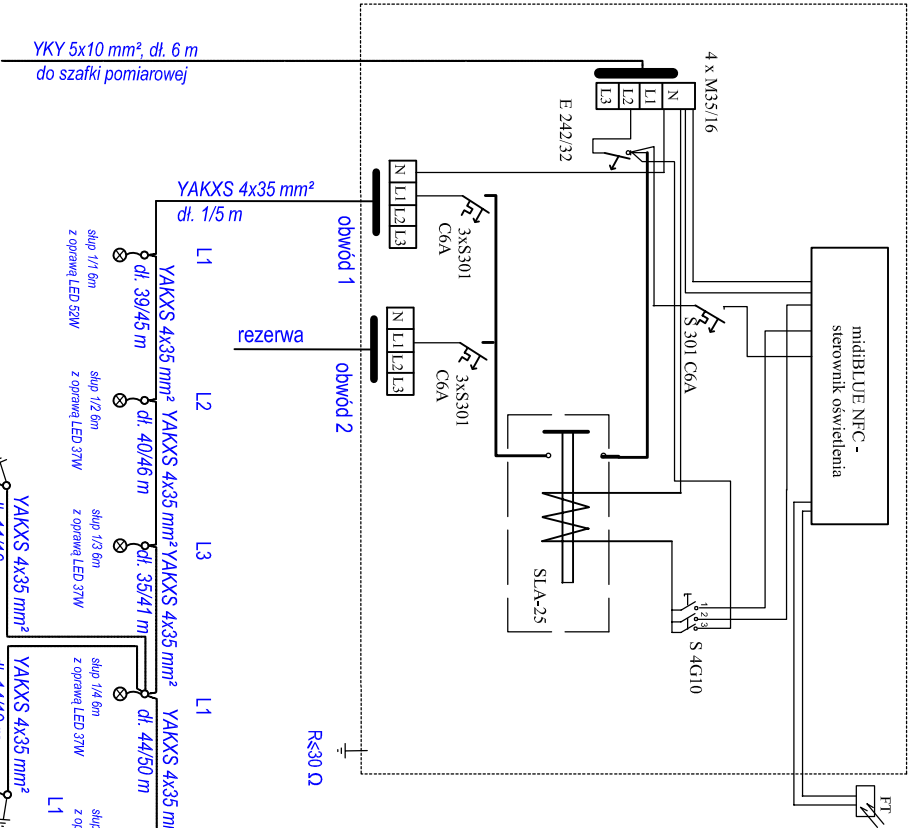 YKY 5x10 mm², dł. 6 m
do szafki pomiarowej
4 x M35/16
L3
L2
L1
N
E 242/32
midiBLUE NFC -
sterownik oświetlenia
YAKXS 4x35 mm²
dł. 1/5 m
N
L1
L2
L3
3xS301
C6A
obwód 1
S 301 C6A
rezerwa
N
L1
L2
L3
3xS301
C6A
obwód 2
SLA-25
1
2
3
S 4G10
R≤30 Ω
FT
L1
słup 1/1 6m
z oprawą LED 52W
YAKXS 4x35 mm²
dł. 39/45 m
L2
słup 1/2 6m
z oprawą LED 37W
YAKXS 4x35 mm²
dł. 40/46 m
L3
słup 1/3 6m
z oprawą LED 37W
YAKXS 4x35 mm²
dł. 35/41 m
L1
słup 1/4 6m
z oprawą LED 37W
YAKXS 4x35 m
dł. 44/50 m
YAKXS 4x35 mm²
YAKXS 4x35 mm²
L1
słup